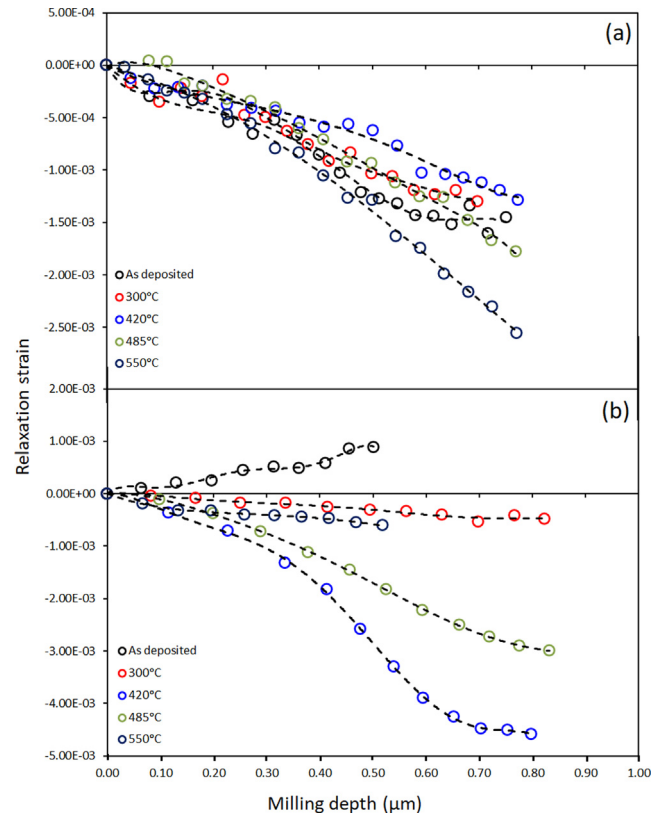 5.00E-04
(a)
0.00E+00
-5.00E-04
-1.00E-03
-1.50E-03
-2.00E-03
-2.50E-03
As deposited
300°C
420°C
485°C
550°C
Relaxation strain
2.00E-03
(b)
1.00E-03
0.00E+00
-1.00E-03
-2.00E-03
-3.00E-03
-4.00E-03
-5.00E-03
As deposited
300°C
420°C
485°C
550°C
0.00 0.10 0.20 0.30 0.40 0.50 0.60 0.70 0.80 0.90 1.00
Milling depth (μm)